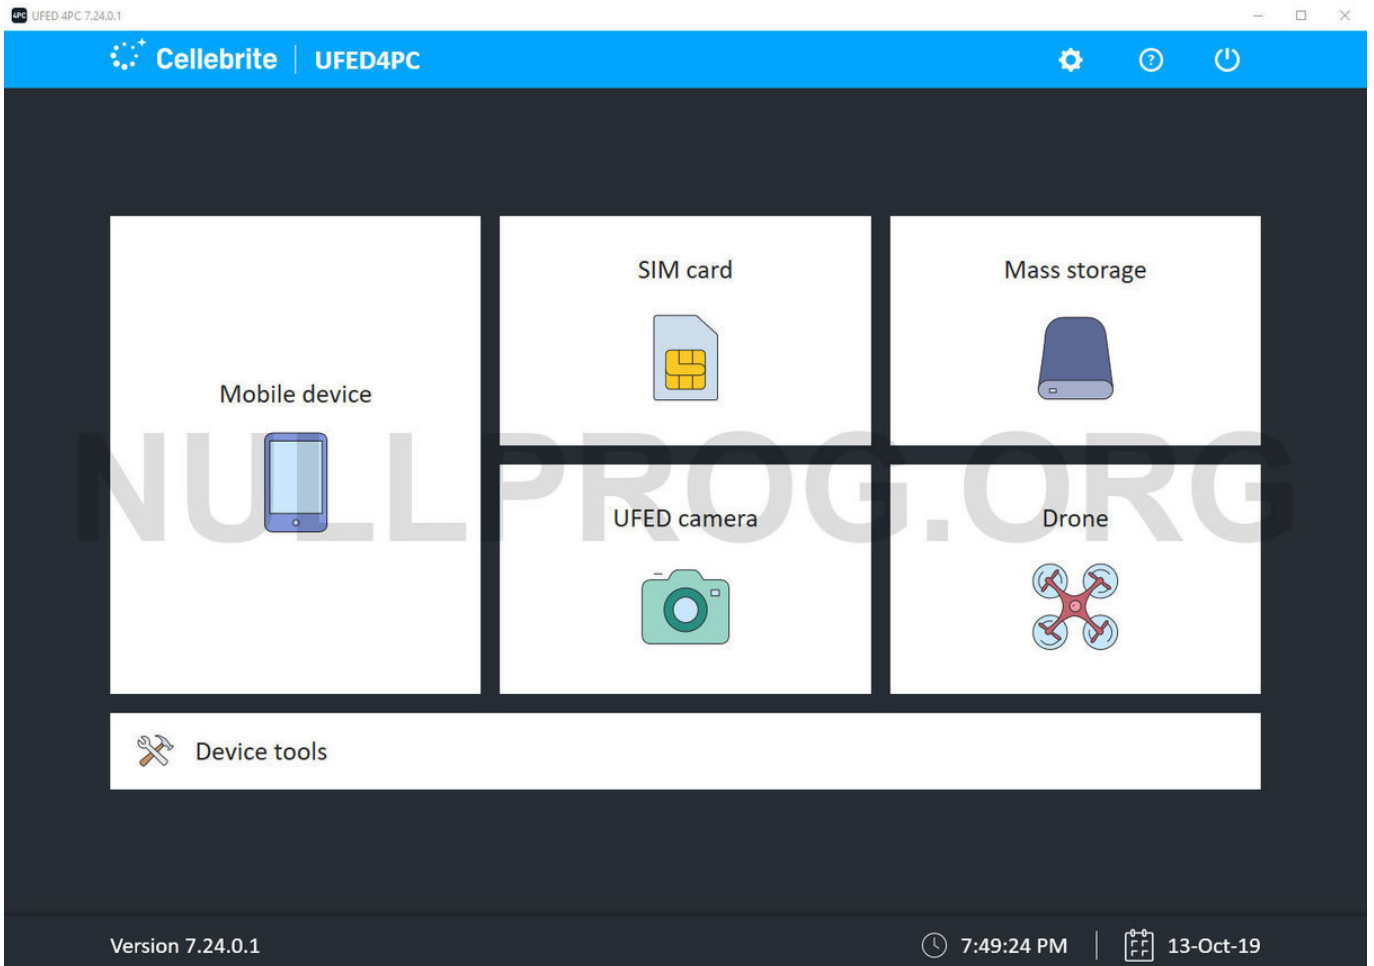 4PC UFED 4PC 7.24.0.1
Cellebrite UFED4PC
SIM card
Mass storage
Mobile device
NULLPROG.ORG
UFED camera
Drone
Device tools
Version 7.24.0.1
7:49:24 PM
13-Oct-19